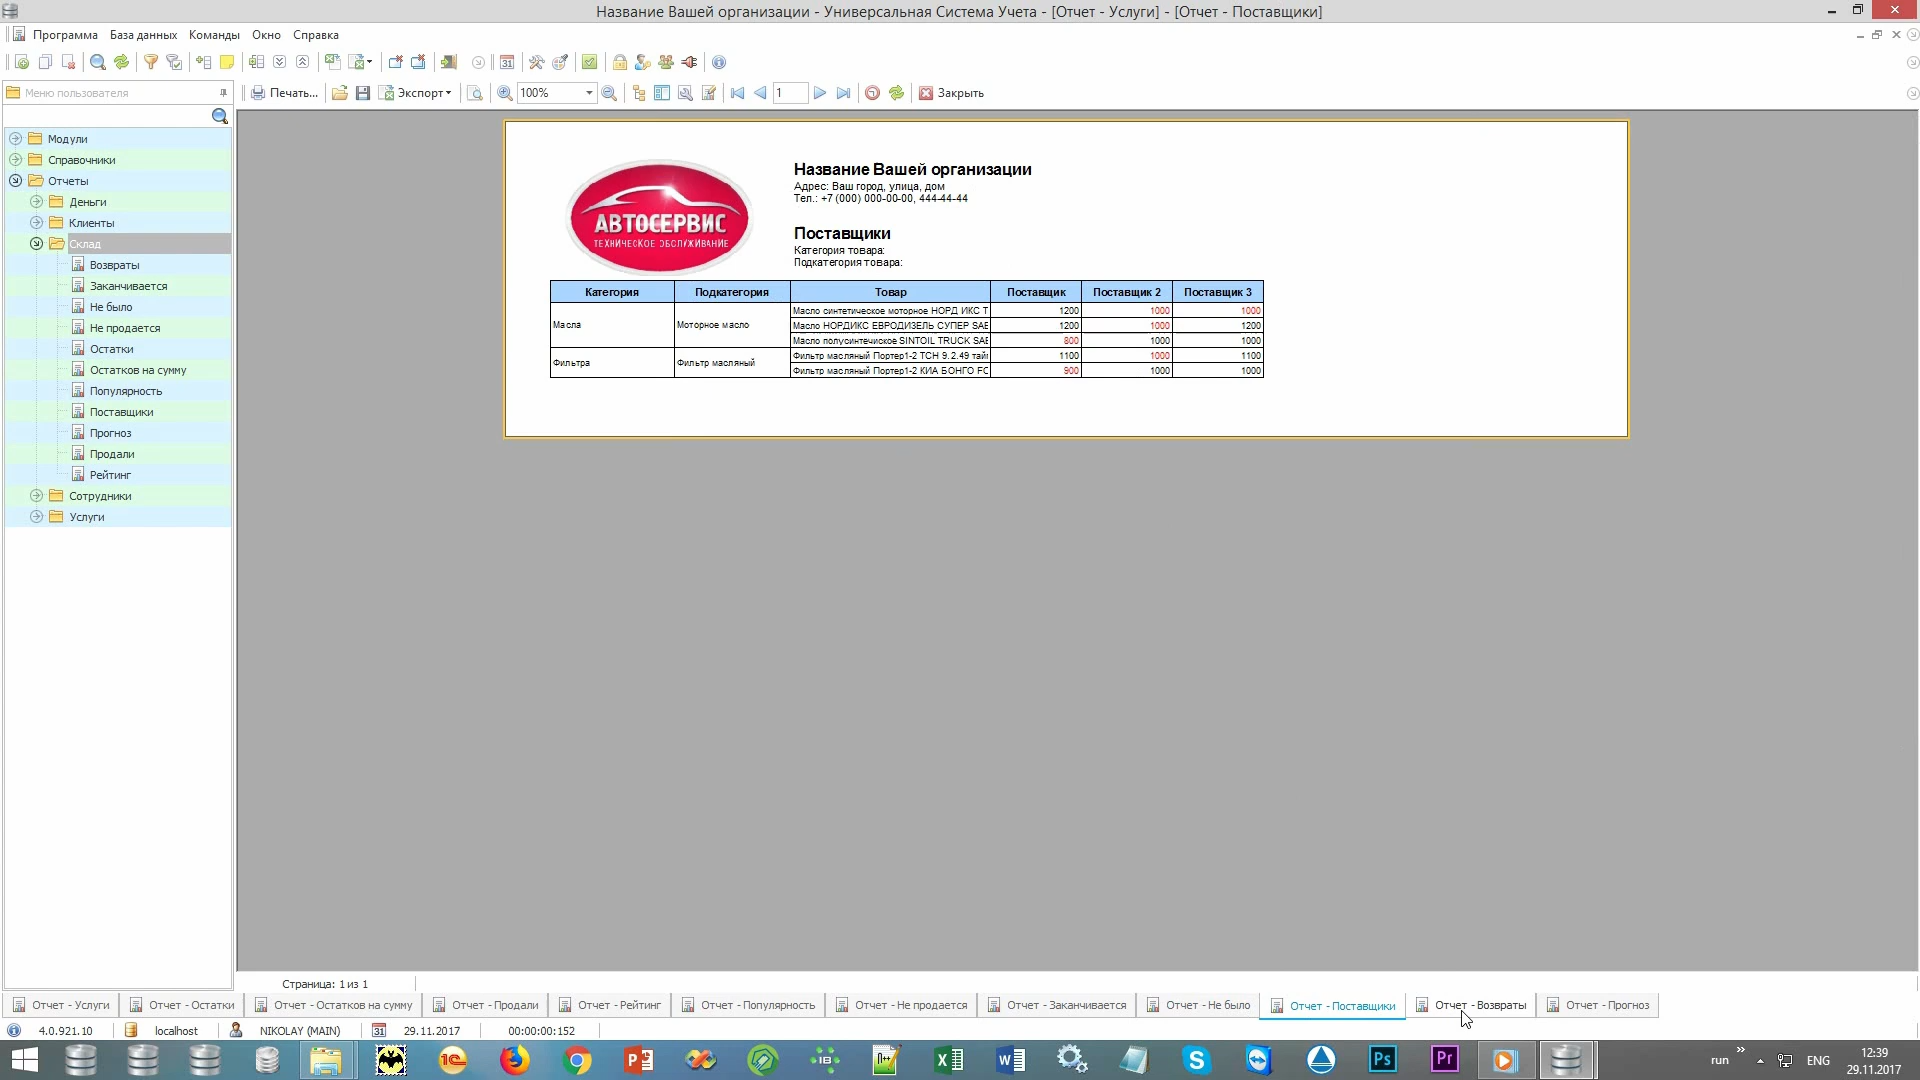 Название Вашей организации - Универсальная Система Учета - [Отчет - Услуги] - [Отчет - Поставщики]
Программа База данных Команды Окно Справка
Меню пользователя
Печать... Экспорт 100% 1 Закрыть
Модули
Справочники
Отчеты
Деньги
Клиенты
Склад
Возвраты
Заканчивается
Не было
Не продается
Остатки
Остатков на сумму
Популярность
Поставщики
Прогноз
Продали
Рейтинг
Сотрудники
Услуги
АВТОСЕРВИС
ТЕХНИЧЕСКОЕ ОБСЛУЖИВАНИЕ
Название Вашей организации
Адрес: Ваш город, улица, дом
Тел.: +7 (000) 000-00-00, 444-44-44
Поставщики
Категория товара:
Подкатегория товара:
Категория Подкатегория Товар Поставщик Поставщик 2 Поставщик 3
Масла Моторное масло
Масло синтетическое моторное НОРД ИКС Т 1200 1000 1000
Масло НОРДИКС ЕВРОДИЗЕЛЬ СУПЕР SAE 1200 1000 1200
Масло полусинтечиское SINTOIL TRUCK SAE 800 1000 1000
Фильтра Фильтр масляный
Фильтр масляный Портер1-2 ТСН 9.2.49 тайг 1100 1000 1100
Фильтр масляный Портер1-2 КИА БОНГО FC 900 1000 1000
Страница: 1 из 1
Отчет - Услуги Отчет - Остатки Отчет - Остатков на сумму Отчет - Продали Отчет - Рейтинг Отчет - Популярность Отчет - Не продается Отчет - Заканчивается Отчет - Не было Отчет - Поставщики Отчет - Возвраты Отчет - Прогноз
4.0.921.10 localhost NIKOLAY (MAIN) 31 29.11.2017 00:00:00:152
run ENG 12:39
29.11.2017